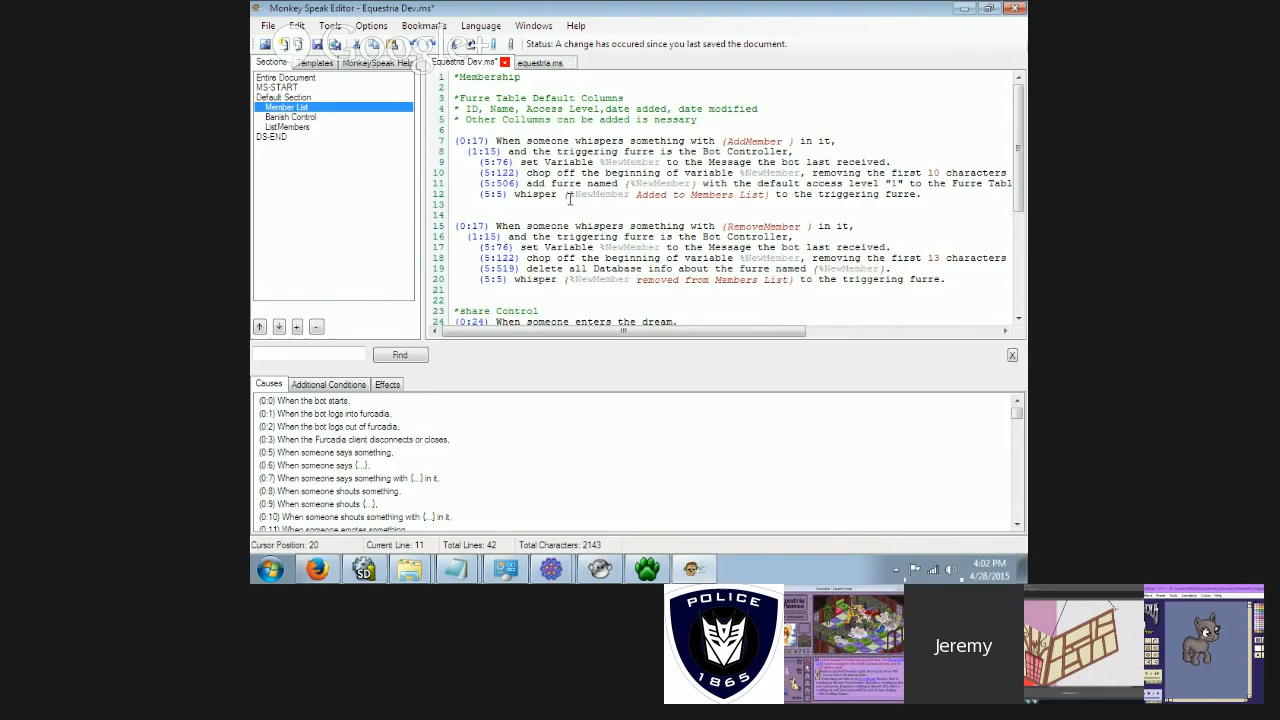 Monkey Speak Editor - Equestria Dev.ms*
File Edit Tools Options Bookmarks Language Windows Help
Google+
Status: A change has occured since you last saved the document.
Sections Templates MonkeySpeak Help
Equestria Dev.ms* equestria.ms
Entire Document
MS-START
Default Section
Member List
Banish Control
ListMembers
DS-END
1 *Membership
2
3 *Furre Table Default Columns
4 * ID, Name, Access Level,date added, date modified
5 * Other Collumns can be added is nessary
6
7 (0:17) When someone whispers something with {AddMember } in it,
8 (1:15) and the triggering furre is the Bot Controller,
9 (5:76) set Variable %NewMember to the Message the bot last received.
10 (5:122) chop off the beginning of variable %NewMember, removing the first 10 characters
11 (5:506) add furre named {%NewMember} with the default access level "1" to the Furre Tabl
12 (5:5) whisper {%NewMember Added to Members List} to the triggering furre.
13
14
15 (0:17) When someone whispers something with {RemoveMember } in it,
16 (1:15) and the triggering furre is the Bot Controller,
17 (5:76) set Variable %NewMember to the Message the bot last received.
18 (5:122) chop off the beginning of variable %NewMember, removing the first 13 characters
19 (5:519) delete all Database info about the furre named {%NewMember}.
20 (5:5) whisper {%NewMember removed from Members List} to the triggering furre.
21
22
23 *share Control
24 (0:24) When someone enters the dream.
Find
X
Causes Additional Conditions Effects
(0:0) When the bot starts,
(0:1) When the bot logs into furcadia,
(0:2) When the bot logs out of furcadia,
(0:3) When the Furcadia client disconnects or closes,
(0:5) When someone says something,
(0:6) When someone says {...},
(0:7) When someone says something with {...} in it,
(0:8) When someone shouts something,
(0:9) When someone shouts {...},
(0:10) When someone shouts something with {...} in it,
(0:11) When someone emotes something,
Cursor Position: 20 Current Line: 11 Total Lines: 42 Total Characters: 2143
SD
4:02 PM
4/28/2015
POLICE
1865
Jeremy